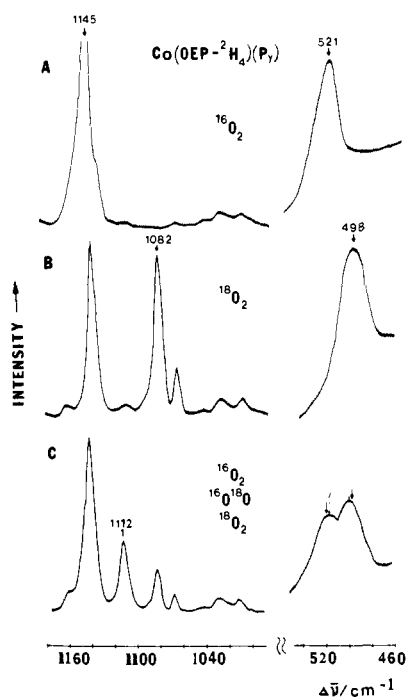 1145
Co(OEP-²H₄)(Py)
521
A
¹⁶O₂
1082
498
B
¹⁸O₂
INTENSITY →
C
¹⁶O₂
¹⁶O¹⁸O
¹⁸O₂
1112
1160 1100 1040 520 460
Δν̄/cm⁻¹